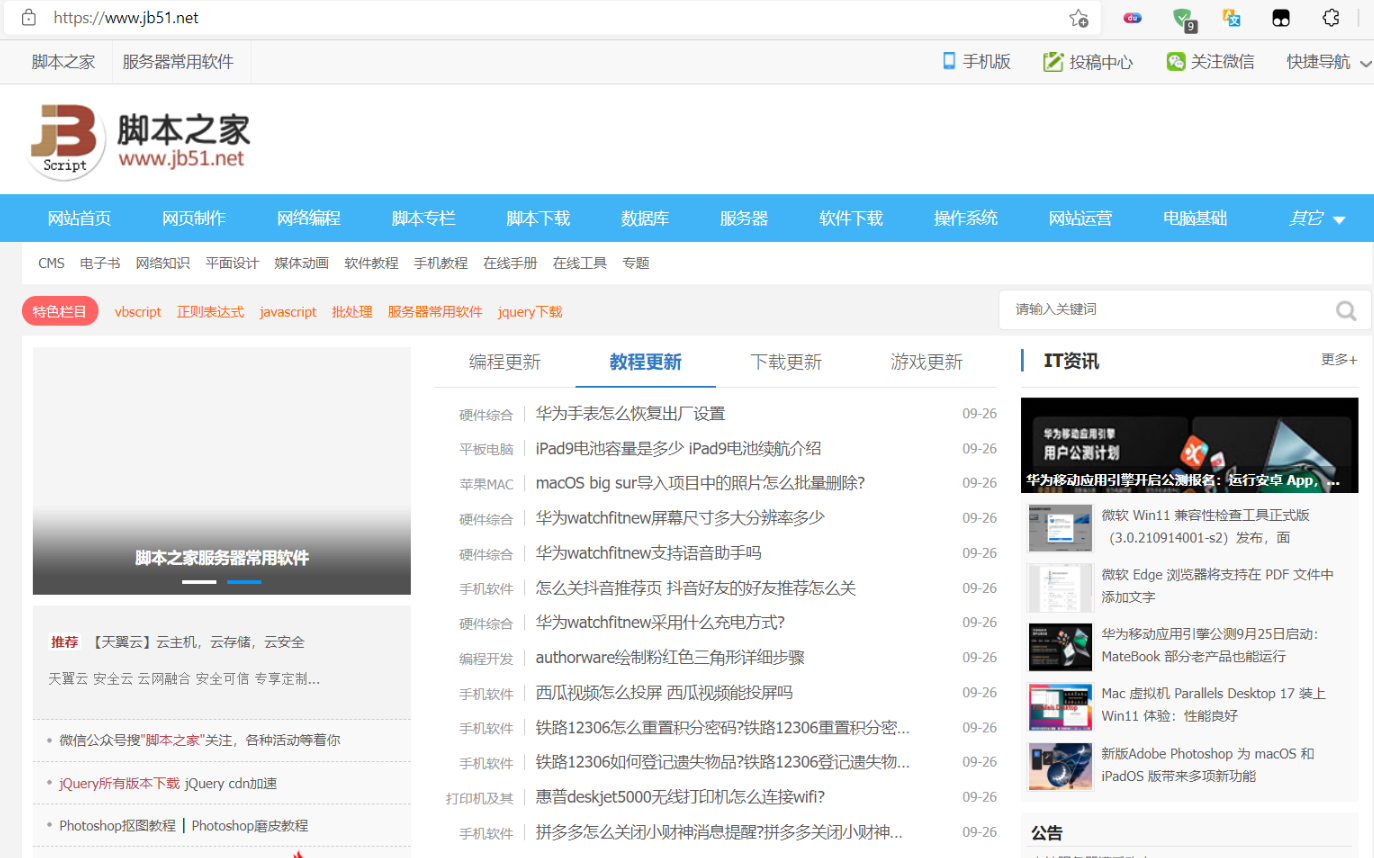 https://www.jb51.net
du
9
脚本之家 服务器常用软件 手机版 投稿中心 关注微信 快捷导航
JB
Script
脚本之家
www.jb51.net
网站首页 网页制作 网络编程 脚本专栏 脚本下载 数据库 服务器 软件下载 操作系统 网站运营 电脑基础 其它
CMS 电子书 网络知识 平面设计 媒体动画 软件教程 手机教程 在线手册 在线工具 专题
特色栏目 vbscript 正则表达式 javascript 批处理 服务器常用软件 jquery下载
请输入关键词
脚本之家服务器常用软件
推荐 【天翼云】云主机，云存储，云安全
天翼云 安全云 云网融合 安全可信 专享定制...
微信公众号搜"脚本之家"关注，各种活动等着你
jQuery所有版本下载 jQuery cdn加速
Photoshop抠图教程 | Photoshop磨皮教程
编程更新 教程更新 下载更新 游戏更新
硬件综合 华为手表怎么恢复出厂设置 09-26
平板电脑 iPad9电池容量是多少 iPad9电池续航介绍 09-26
苹果MAC macOS big sur导入项目中的照片怎么批量删除? 09-26
硬件综合 华为watchfitnew屏幕尺寸多大分辨率多少 09-26
硬件综合 华为watchfitnew支持语音助手吗 09-26
手机软件 怎么关抖音推荐页 抖音好友的好友推荐怎么关 09-26
硬件综合 华为watchfitnew采用什么充电方式? 09-26
编程开发 authorware绘制粉红色三角形详细步骤 09-26
手机软件 西瓜视频怎么投屏 西瓜视频能投屏吗 09-26
手机软件 铁路12306怎么重置积分密码?铁路12306重置积分密... 09-26
手机软件 铁路12306如何登记遗失物品?铁路12306登记遗失物... 09-26
打印机及其 惠普deskjet5000无线打印机怎么连接wifi? 09-26
手机软件 拼多多怎么关闭小财神消息提醒?拼多多关闭小财神... 09-26
IT资讯 更多+
华为移动应用引擎
用户公测计划
华为移动应用引擎开启公测报名：运行安卓 App，...
微软 Win11 兼容性检查工具正式版
（3.0.210914001-s2）发布，面
微软 Edge 浏览器将支持在 PDF 文件中
添加文字
华为移动应用引擎公测9月25日启动：
MateBook 部分老产品也能运行
Mac 虚拟机 Parallels Desktop 17 装上
Win11 体验：性能良好
新版Adobe Photoshop 为 macOS 和
iPadOS 版带来多项新功能
公告